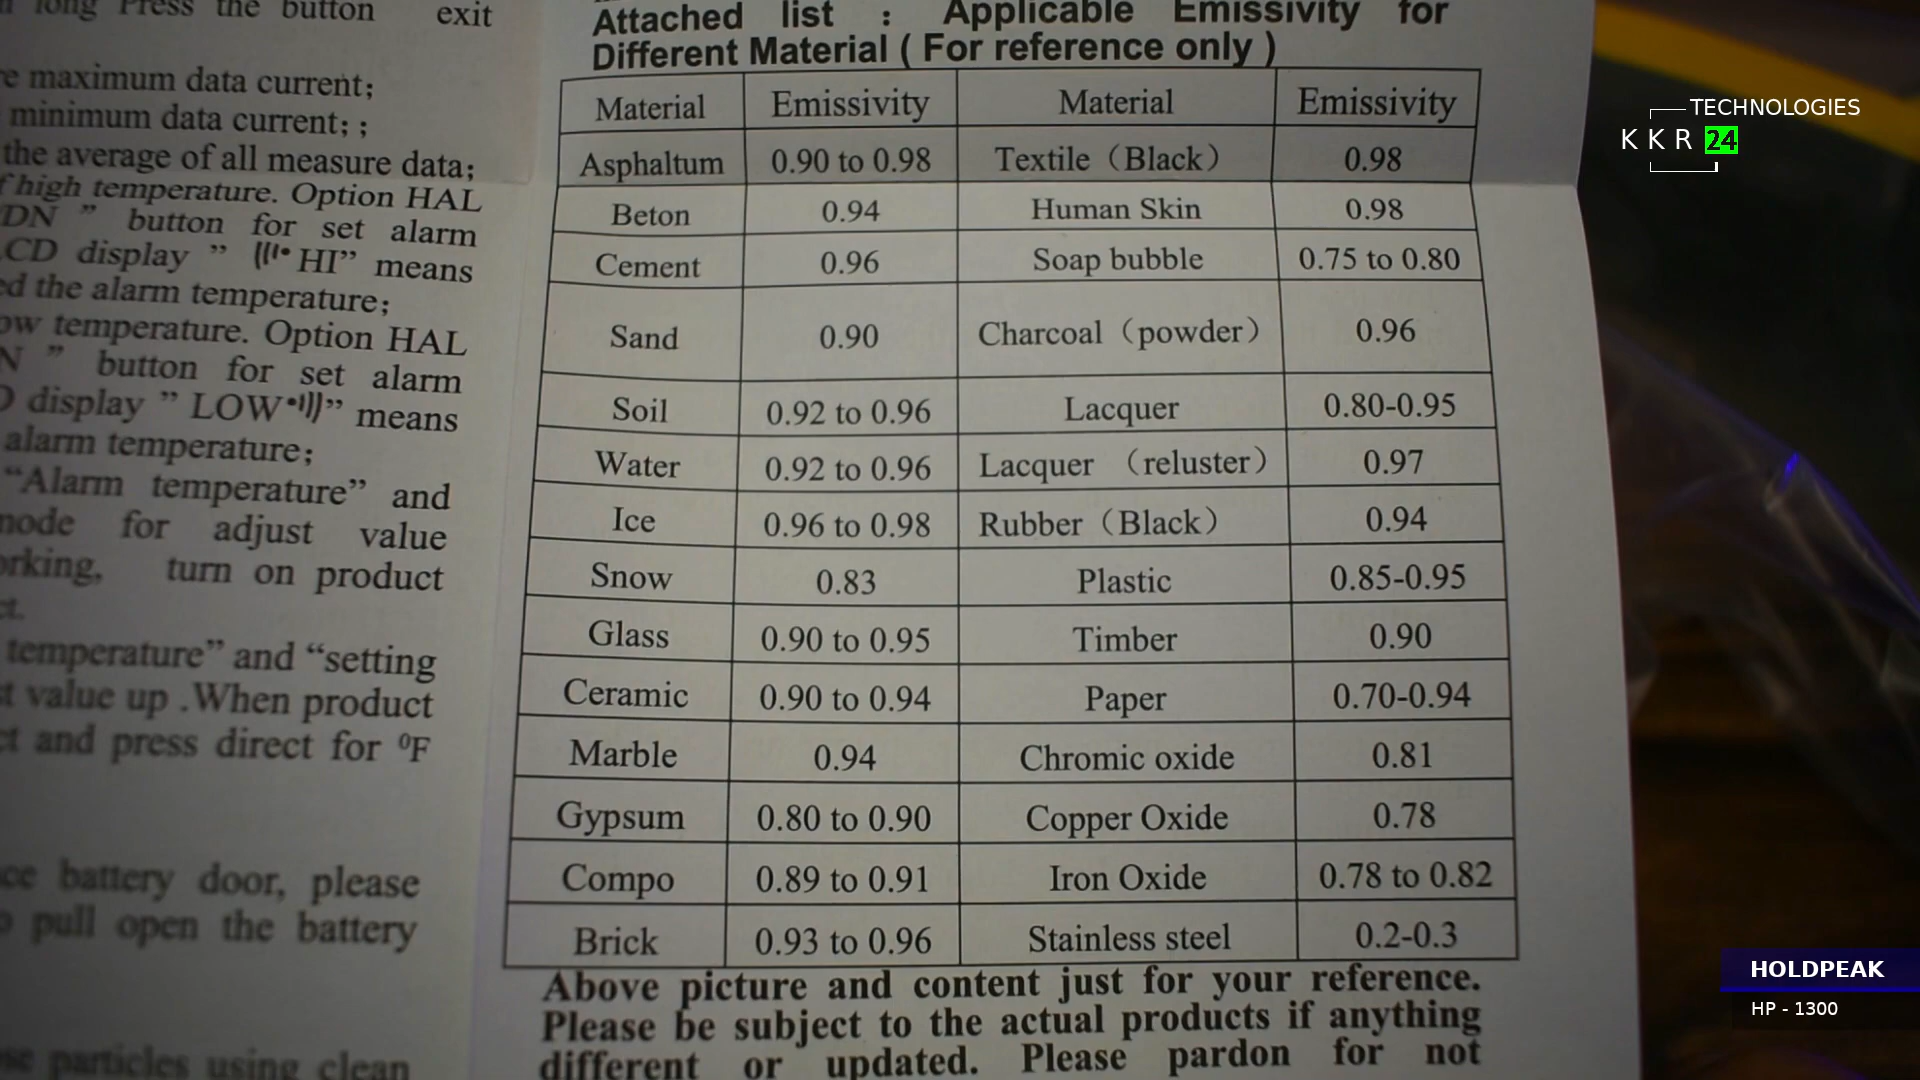 long Press the button exit
maximum data current;
minimum data current; ;
the average of all measure data;
high temperature. Option HAL
DN ” button for set alarm
CD display ” HI” means
the alarm temperature;
temperature. Option HAL
N ” button for set alarm
display ” LOW ” means
alarm temperature;
“Alarm temperature” and
mode for adjust value
turn on product
temperature” and “setting
value up .When product
and press direct for ⁰F
battery door, please
pull open the battery
particles using clean
Attached list : Applicable Emissivity for
Different Material ( For reference only )
Material Emissivity Material Emissivity
Asphaltum 0.90 to 0.98 Textile（Black） 0.98
Beton 0.94 Human Skin 0.98
Cement 0.96 Soap bubble 0.75 to 0.80
Sand 0.90 Charcoal（powder） 0.96
Soil 0.92 to 0.96 Lacquer 0.80-0.95
Water 0.92 to 0.96 Lacquer （reluster） 0.97
Ice 0.96 to 0.98 Rubber（Black） 0.94
Snow 0.83 Plastic 0.85-0.95
Glass 0.90 to 0.95 Timber 0.90
Ceramic 0.90 to 0.94 Paper 0.70-0.94
Marble 0.94 Chromic oxide 0.81
Gypsum 0.80 to 0.90 Copper Oxide 0.78
Compo 0.89 to 0.91 Iron Oxide 0.78 to 0.82
Brick 0.93 to 0.96 Stainless steel 0.2-0.3
Above picture and content just for your reference.
Please be subject to the actual products if anything
different or updated. Please pardon for not
TECHNOLOGIES
KKR 24
HOLDPEAK
HP - 1300